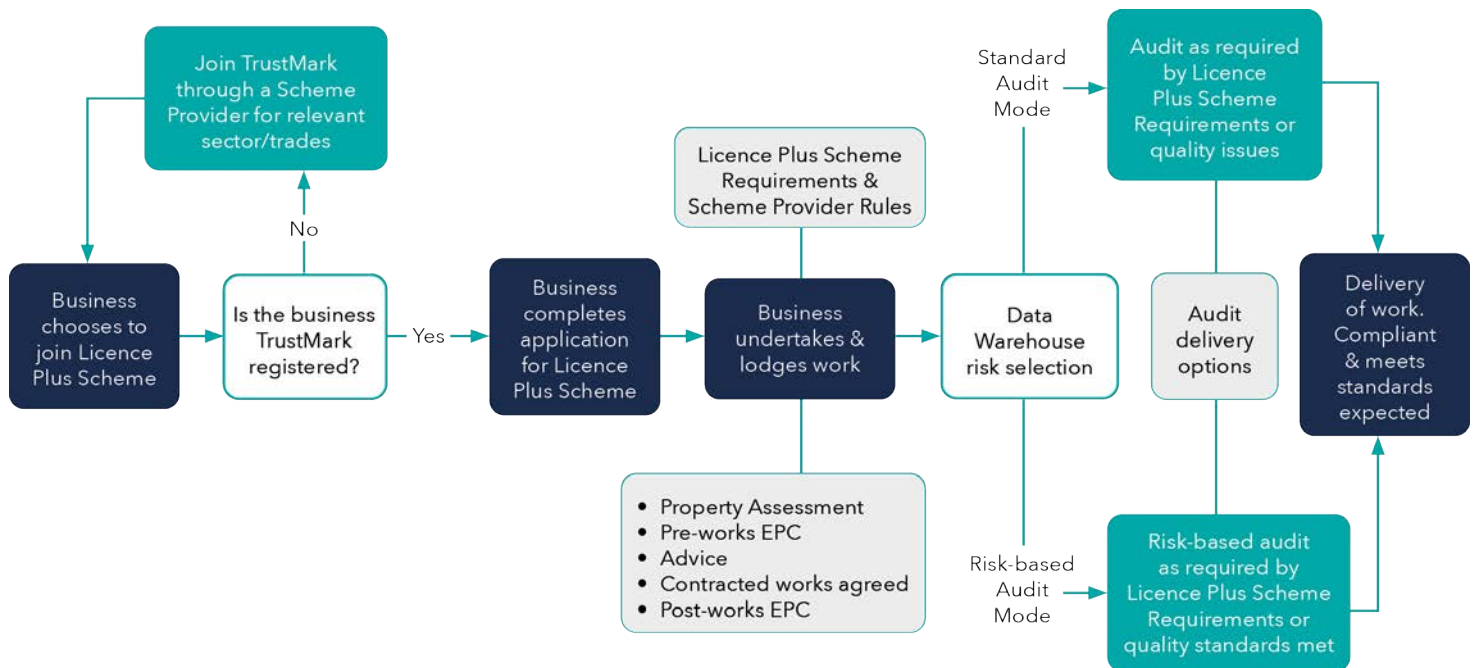 Join TrustMark
through a Scheme
Provider for relevant
sector/trades
No
Business
chooses to
join Licence
Plus Scheme
Is the business
TrustMark
registered?
Yes
Business
completes
application
for Licence
Plus Scheme
Licence Plus Scheme
Requirements &
Scheme Provider Rules
Business
undertakes &
lodges work
• Property Assessment
• Pre-works EPC
• Advice
• Contracted works agreed
• Post-works EPC
Data
Warehouse
risk selection
Standard
Audit
Mode
Audit as required
by Licence
Plus Scheme
Requirements or
quality issues
Audit
delivery
options
Risk-based
Audit
Mode
Risk-based audit
as required by
Licence Plus Scheme
Requirements or
quality standards met
Delivery
of work.
Compliant
& meets
standards
expected